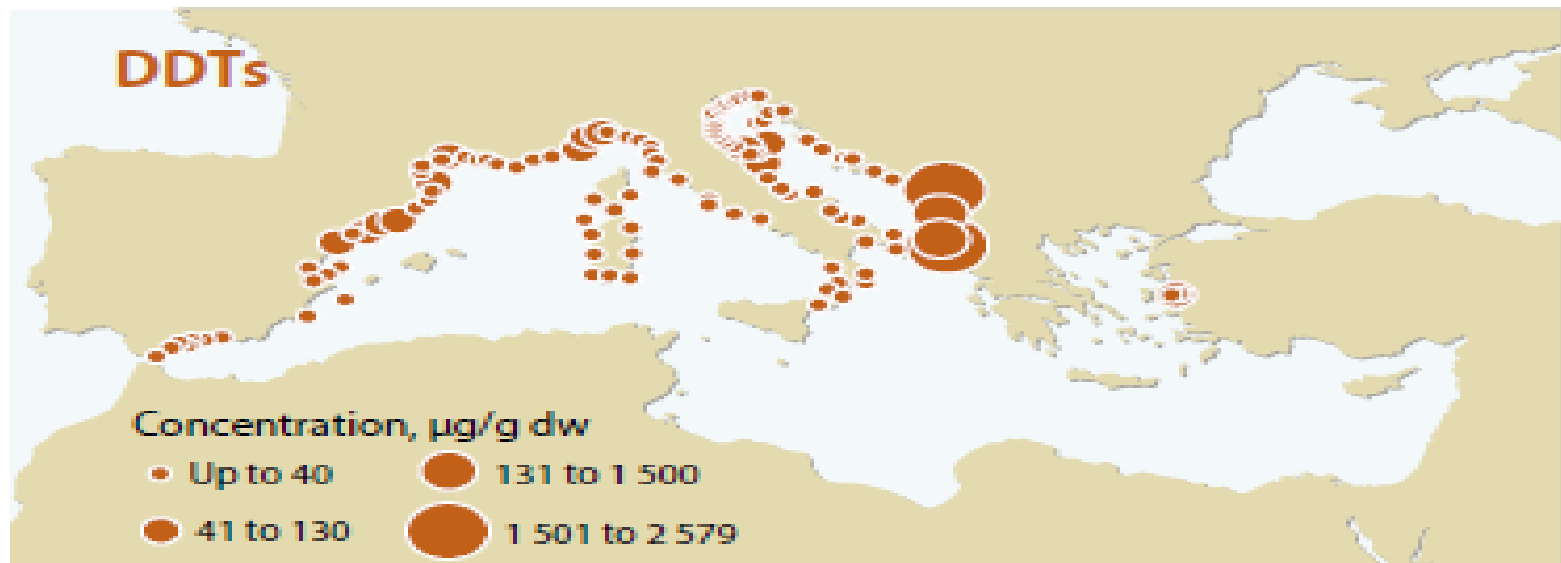 DDTs
Concentration, µg/g dw
Up to 40
131 to 1 500
41 to 130
1 501 to 2 579